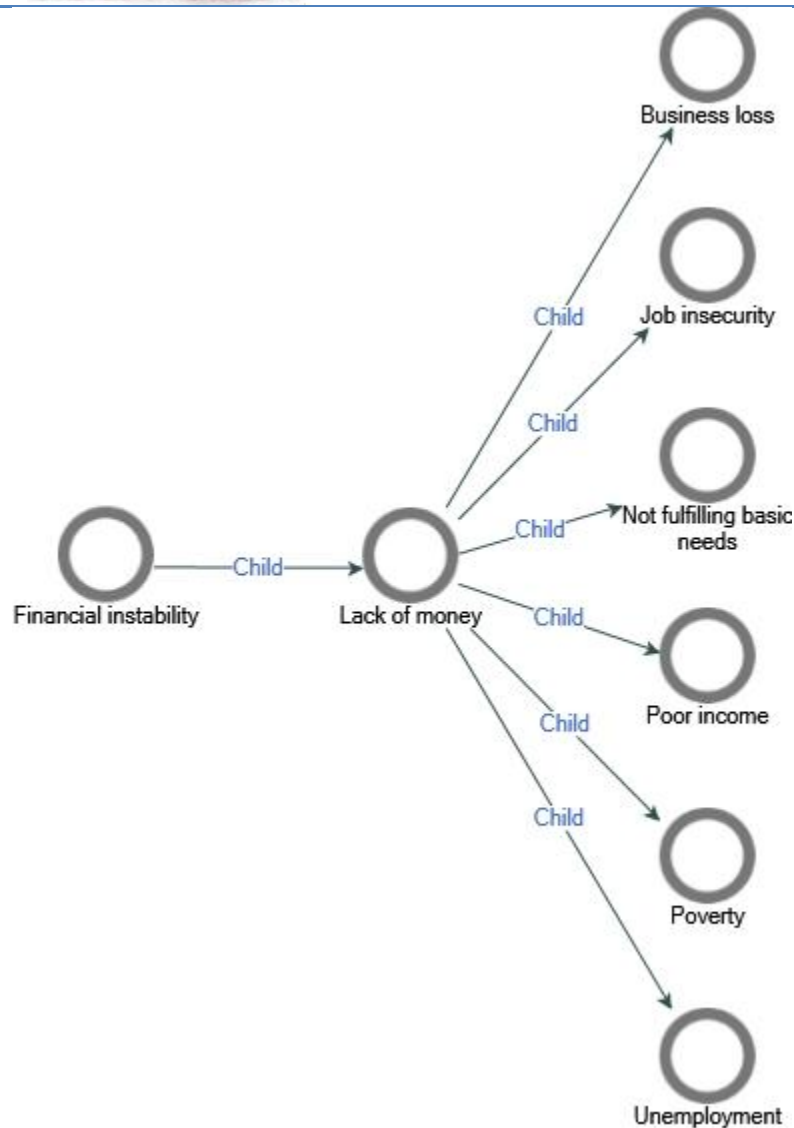 Business loss
Child
Job insecurity
Child
Not fulfilling basic
needs
Child
Child
Financial instability
Lack of money
Child
Poor income
Child
Child
Poverty
Unemployment